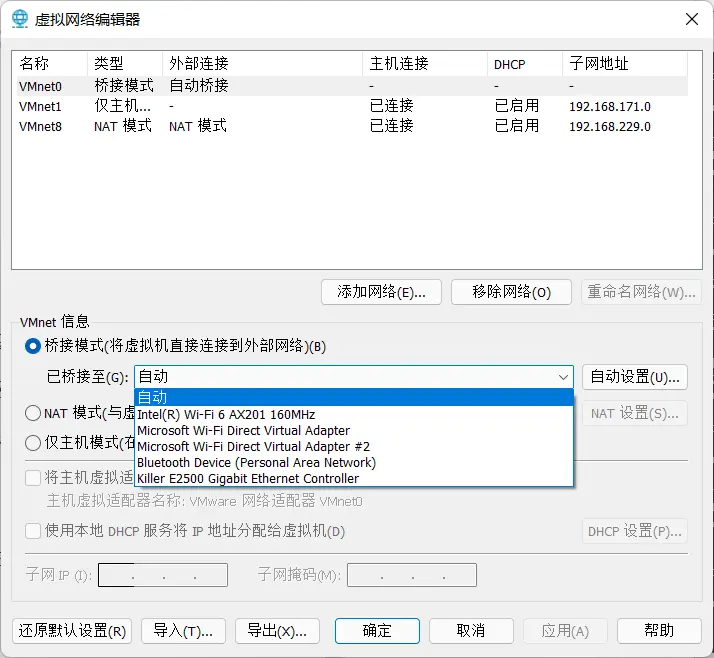 虚拟网络编辑器
名称 类型 外部连接 主机连接 DHCP 子网地址
VMnet0 桥接模式 自动桥接 - - -
VMnet1 仅主机... - 已连接 已启用 192.168.171.0
VMnet8 NAT 模式 NAT 模式 已连接 已启用 192.168.229.0
添加网络(E)... 移除网络(O) 重命名网络(W)...
VMnet 信息
桥接模式(将虚拟机直接连接到外部网络)(B)
已桥接至(G): 自动 自动设置(U)...
自动
NAT 模式(与虚 Intel(R) Wi-Fi 6 AX201 160MHz NAT 设置(S)...
Microsoft Wi-Fi Direct Virtual Adapter
仅主机模式(在 Microsoft Wi-Fi Direct Virtual Adapter #2
Bluetooth Device (Personal Area Network)
将主机虚拟适 Killer E2500 Gigabit Ethernet Controller
主机虚拟适配器名称: VMware 网络适配器 VMnet0
使用本地 DHCP 服务将 IP 地址分配给虚拟机(D) DHCP 设置(P)...
子网 IP (I): . . . 子网掩码(M): . . .
还原默认设置(R) 导入(T)... 导出(X)... 确定 取消 应用(A) 帮助